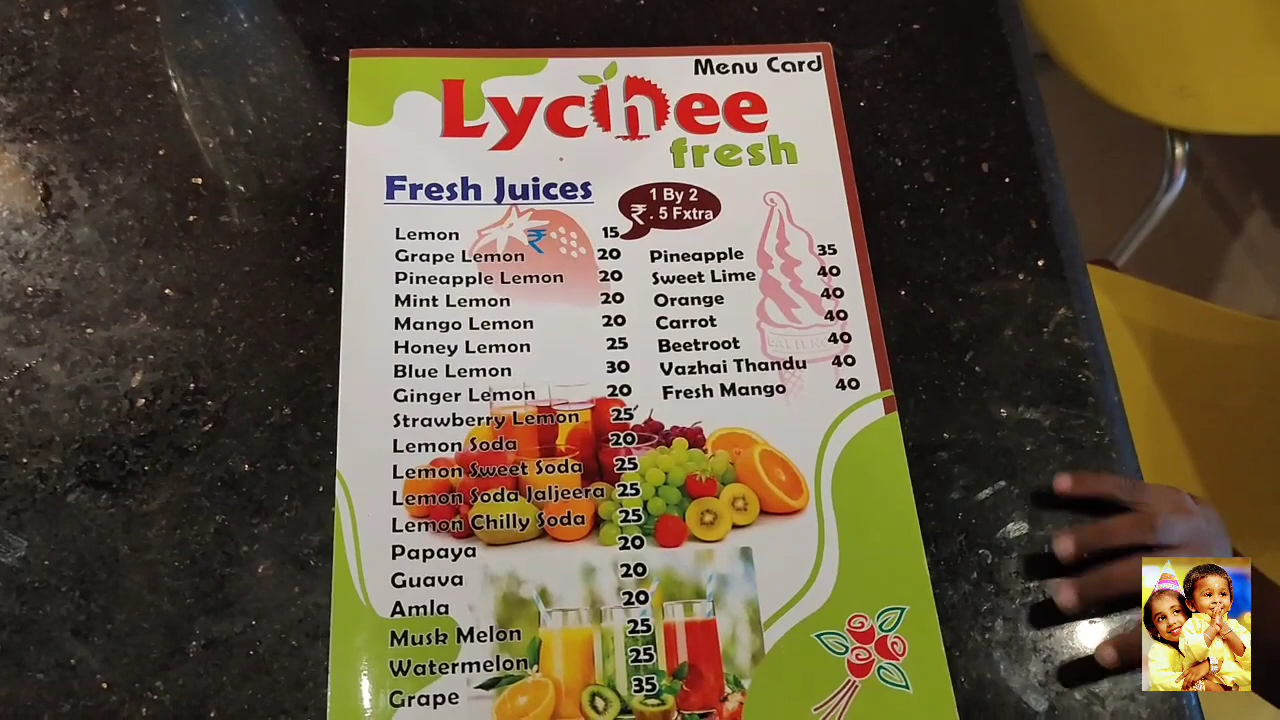 Menu Card
Lychee
fresh
Fresh Juices
1 By 2
₹. 5 Fxtra
₹
Lemon 15
Grape Lemon 20
Pineapple Lemon 20
Mint Lemon 20
Mango Lemon 20
Honey Lemon 25
Blue Lemon 30
Ginger Lemon 20
Strawberry Lemon 25
Lemon Soda 20
Lemon Sweet Soda 25
Lemon Soda Jaljeera 25
Lemon Chilly Soda 25
Papaya 20
Guava 20
Amla 20
Musk Melon 25
Watermelon 25
Grape 35
Pineapple 35
Sweet Lime 40
Orange 40
Carrot 40
Beetroot 40
Vazhai Thandu 40
Fresh Mango 40